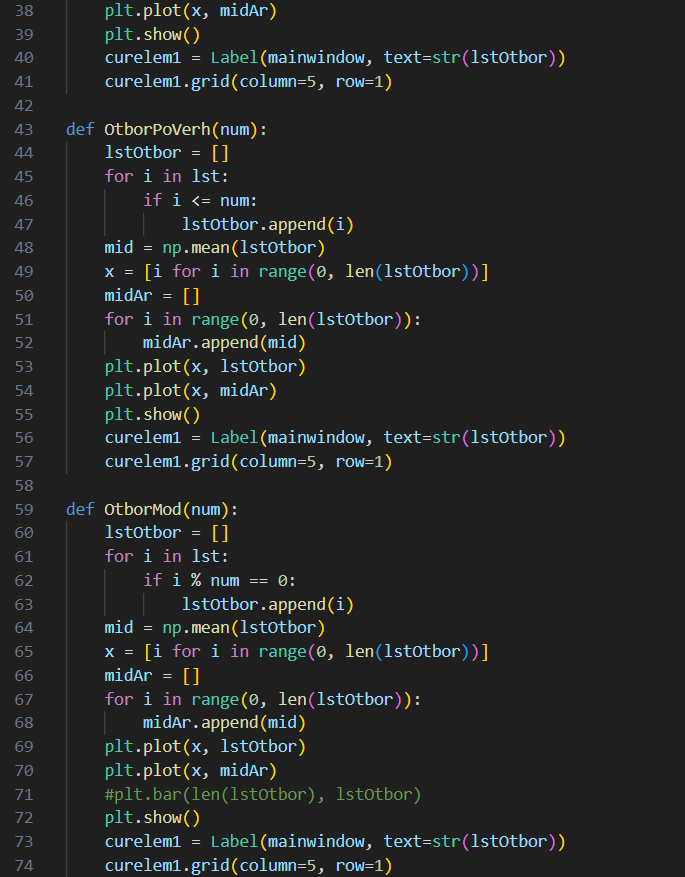 38 plt.plot(x, midAr)
39 plt.show()
40 curelem1 = Label(mainwindow, text=str(lstOtbor))
41 curelem1.grid(column=5, row=1)
42
43 def OtborPoVerh(num):
44 lstOtbor = []
45 for i in lst:
46 if i <= num:
47 lstOtbor.append(i)
48 mid = np.mean(lstOtbor)
49 x = [i for i in range(0, len(lstOtbor))]
50 midAr = []
51 for i in range(0, len(lstOtbor)):
52 midAr.append(mid)
53 plt.plot(x, lstOtbor)
54 plt.plot(x, midAr)
55 plt.show()
56 curelem1 = Label(mainwindow, text=str(lstOtbor))
57 curelem1.grid(column=5, row=1)
58
59 def OtborMod(num):
60 lstOtbor = []
61 for i in lst:
62 if i % num == 0:
63 lstOtbor.append(i)
64 mid = np.mean(lstOtbor)
65 x = [i for i in range(0, len(lstOtbor))]
66 midAr = []
67 for i in range(0, len(lstOtbor)):
68 midAr.append(mid)
69 plt.plot(x, lstOtbor)
70 plt.plot(x, midAr)
71 #plt.bar(len(lstOtbor), lstOtbor)
72 plt.show()
73 curelem1 = Label(mainwindow, text=str(lstOtbor))
74 curelem1.grid(column=5, row=1)